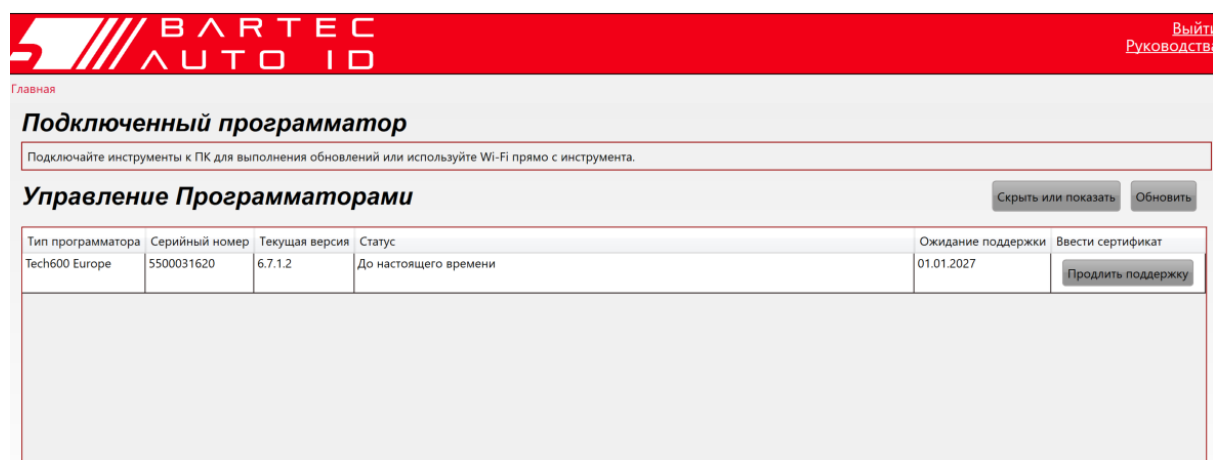 BARTEC
AUTO ID
Выйти
Руководства
Главная
Подключенный программатор
Подключайте инструменты к ПК для выполнения обновлений или используйте Wi-Fi прямо с инструмента.
Управление Программаторами
Скрыть или показать Обновить
Тип программатора Серийный номер Текущая версия Статус Ожидание поддержки Ввести сертификат
Tech600 Europe 5500031620 6.7.1.2 До настоящего времени 01.01.2027 Продлить поддержку